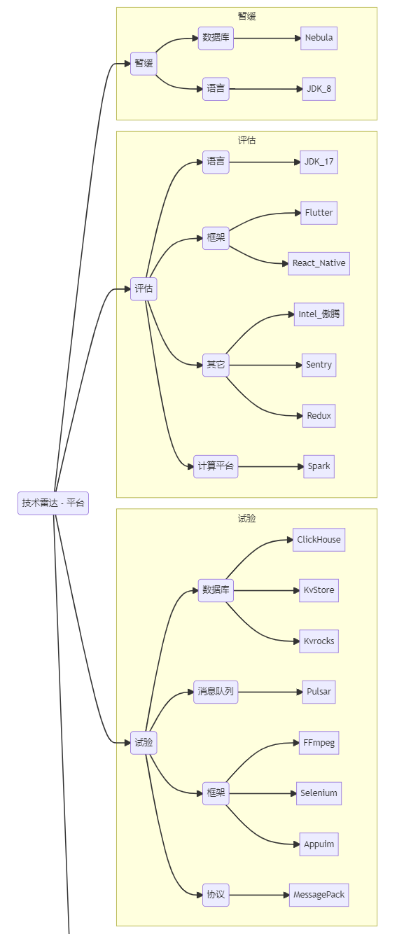 暂缓
暂缓
数据库
Nebula
语言
JDK_8
评估
评估
语言
JDK_17
框架
Flutter
React_Native
其它
Intel_傲腾
Sentry
Redux
计算平台
Spark
技术雷达 - 平台
试验
试验
数据库
ClickHouse
KvStore
Kvrocks
消息队列
Pulsar
框架
FFmpeg
Selenium
Appuim
协议
MessagePack